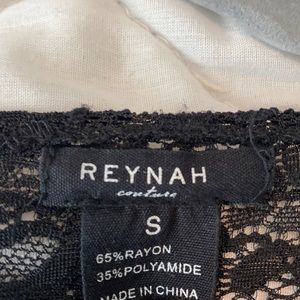 REYNAH
couture
S
65%RAYON
35%POLYAMIDE
MADE IN CHINA